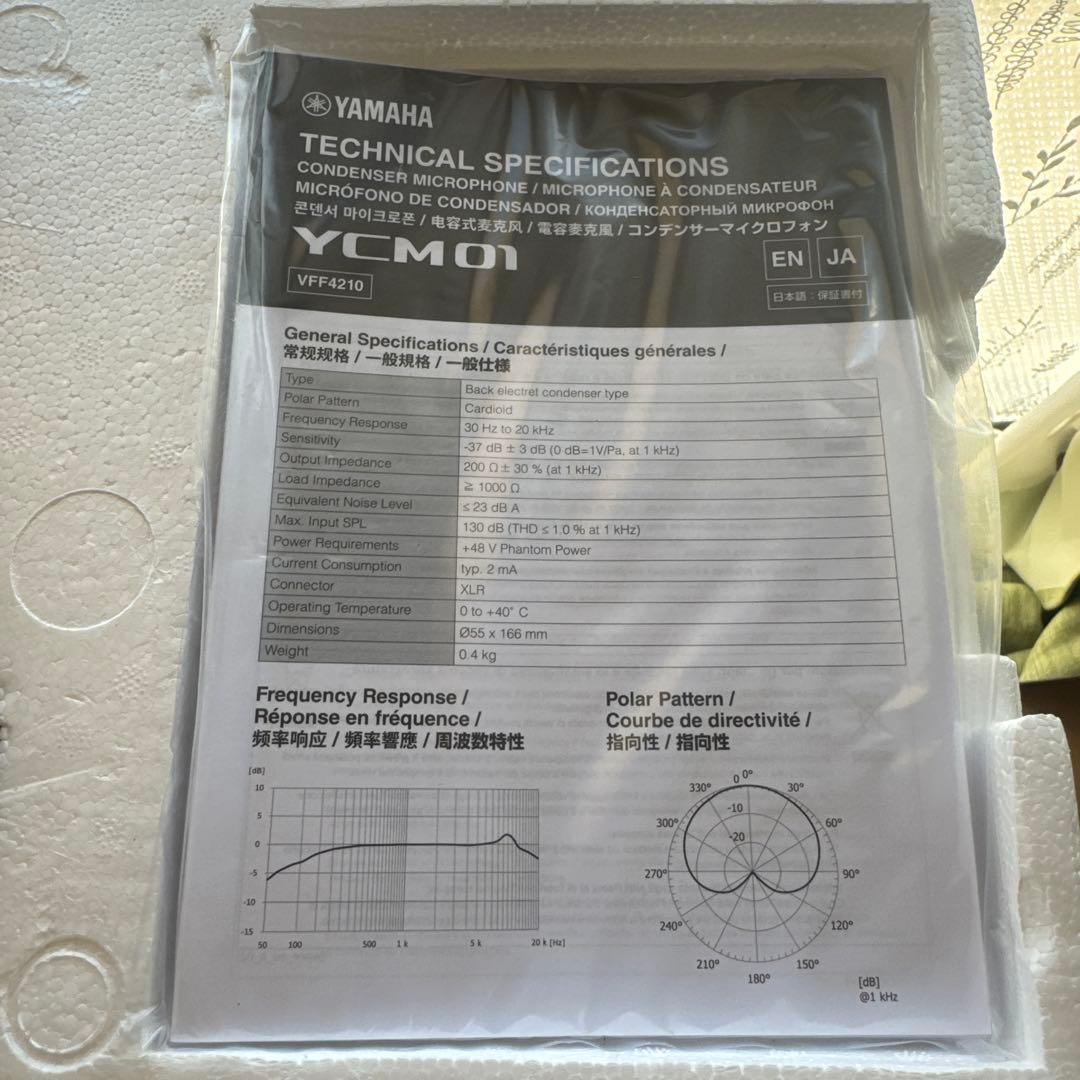 YAMAHA
TECHNICAL SPECIFICATIONS
CONDENSER MICROPHONE / MICROPHONE À CONDENSATEUR
MICRÓFONO DE CONDENSADOR / КОНДЕНСАТОРНЫЙ МИКРОФОН
콘덴서 마이크로폰 / 电容式麦克风 / 電容麥克風 / コンデンサーマイクロフォン
YCM01
EN JA
VFF4210
日本語：保証書付
General Specifications / Caractéristiques générales /
常规规格 / 一般規格 / 一般仕様
Type Back electret condenser type
Polar Pattern Cardioid
Frequency Response 30 Hz to 20 kHz
Sensitivity -37 dB ± 3 dB (0 dB=1V/Pa, at 1 kHz)
Output Impedance 200 Ω ± 30 % (at 1 kHz)
Load Impedance ≧ 1000 Ω
Equivalent Noise Level ≤ 23 dB A
Max. Input SPL 130 dB (THD ≤ 1.0 % at 1 kHz)
Power Requirements +48 V Phantom Power
Current Consumption typ. 2 mA
Connector XLR
Operating Temperature 0 to +40° C
Dimensions Ø55 x 166 mm
Weight 0.4 kg
Frequency Response /
Réponse en fréquence /
频率响应 / 頻率響應 / 周波数特性
[dB]
10
5
0
-5
-10
-15
50 100 500 1 k 5 k 20 k [Hz]
Polar Pattern /
Courbe de directivité /
指向性 / 指向性
0 0°
330° 30°
-10
300° 60°
-20
270° 90°
240° 120°
210° 150°
180°
[dB]
@1 kHz